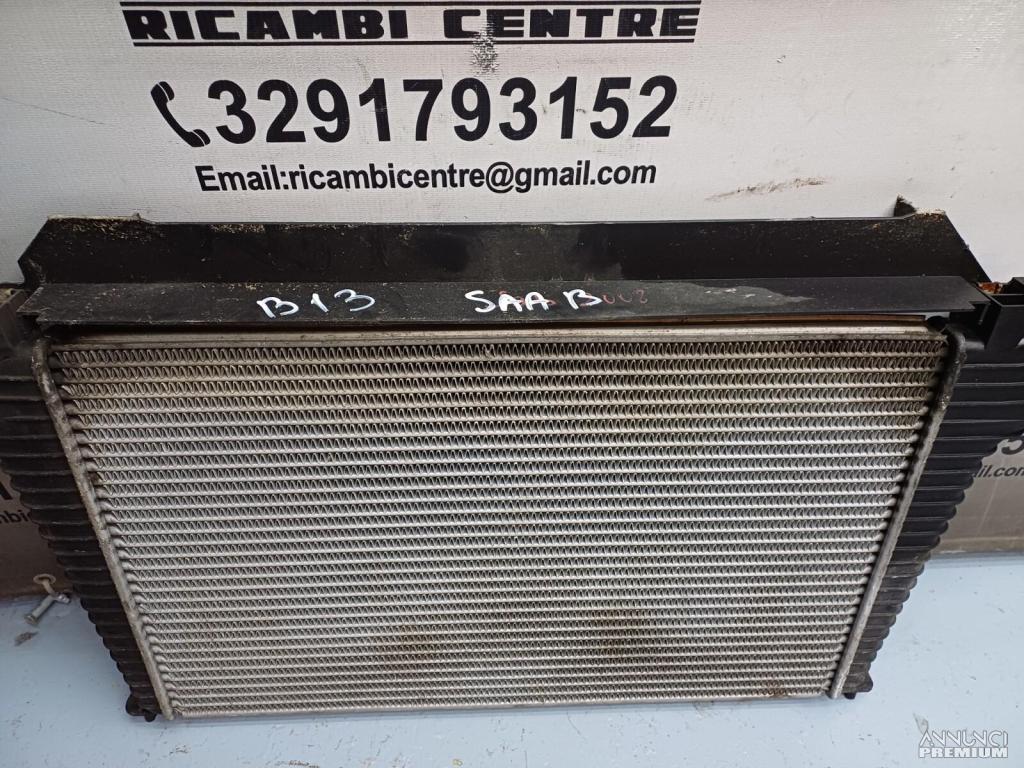 RICAMBI CENTRE
3291793152
Email:ricambicentre@gmail.com
B13 SAAB
ANNUNCI
PREMIUM